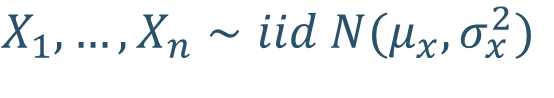 X₁, …, Xₙ ~ iid N(μₓ, σₓ²)